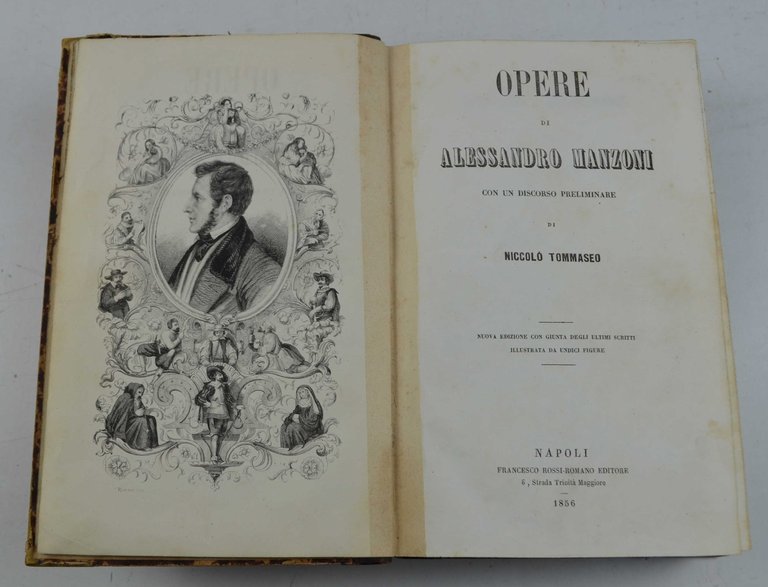 OPERE
DI
ALESSANDRO MANZONI
CON UN DISCORSO PRELIMINARE
DI
NICCOLÒ TOMMASEO
NUOVA EDIZIONE CON GIUNTA DEGLI ULTIMI SCRITTI
ILLUSTRATA DA UNDICI FIGURE
NAPOLI
FRANCESCO ROSSI-ROMANO EDITORE
6, Strada Trinità Maggiore
1856